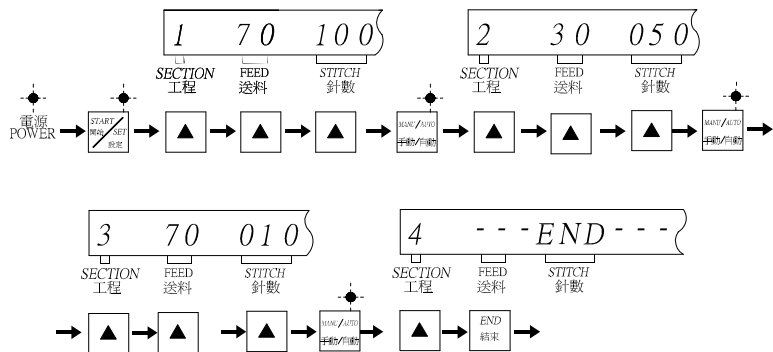 1 70 100
SECTION FEED STITCH
工程 送料 針數
2 30 050
SECTION FEED STITCH
工程 送料 針數
電源
POWER
START
開始/SET
設定
MANU/AUTO
手動/自動
MANU/AUTO
手動/自動
3 70 010
SECTION FEED STITCH
工程 送料 針數
4 ---END---
SECTION FEED STITCH
工程 送料 針數
MANU/AUTO
手動/自動
END
結束